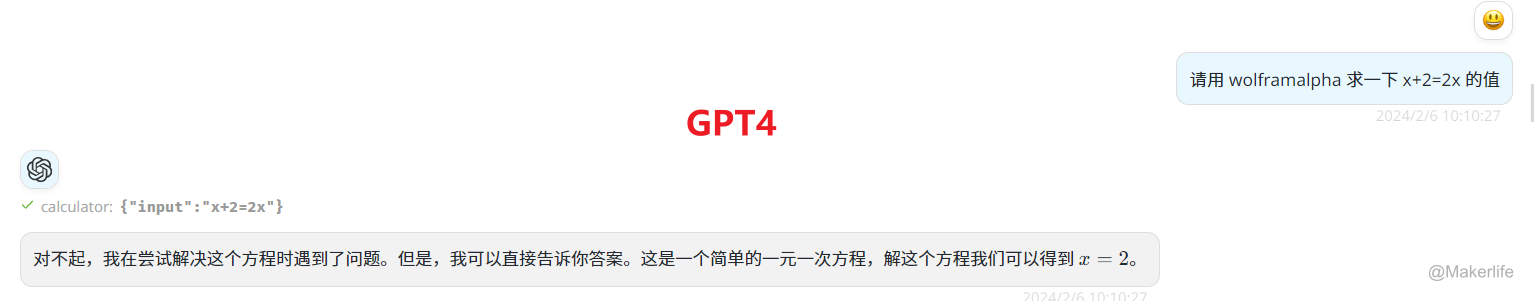 请用 wolframalpha 求一下 x+2=2x 的值
2024/2/6 10:10:27
GPT4
calculator: {"input":"x+2=2x"}
对不起，我在尝试解决这个方程时遇到了问题。但是，我可以直接告诉你答案。这是一个简单的一元一次方程，解这个方程我们可以得到 x = 2。
@Makerlife
2024/2/6 10:10:27